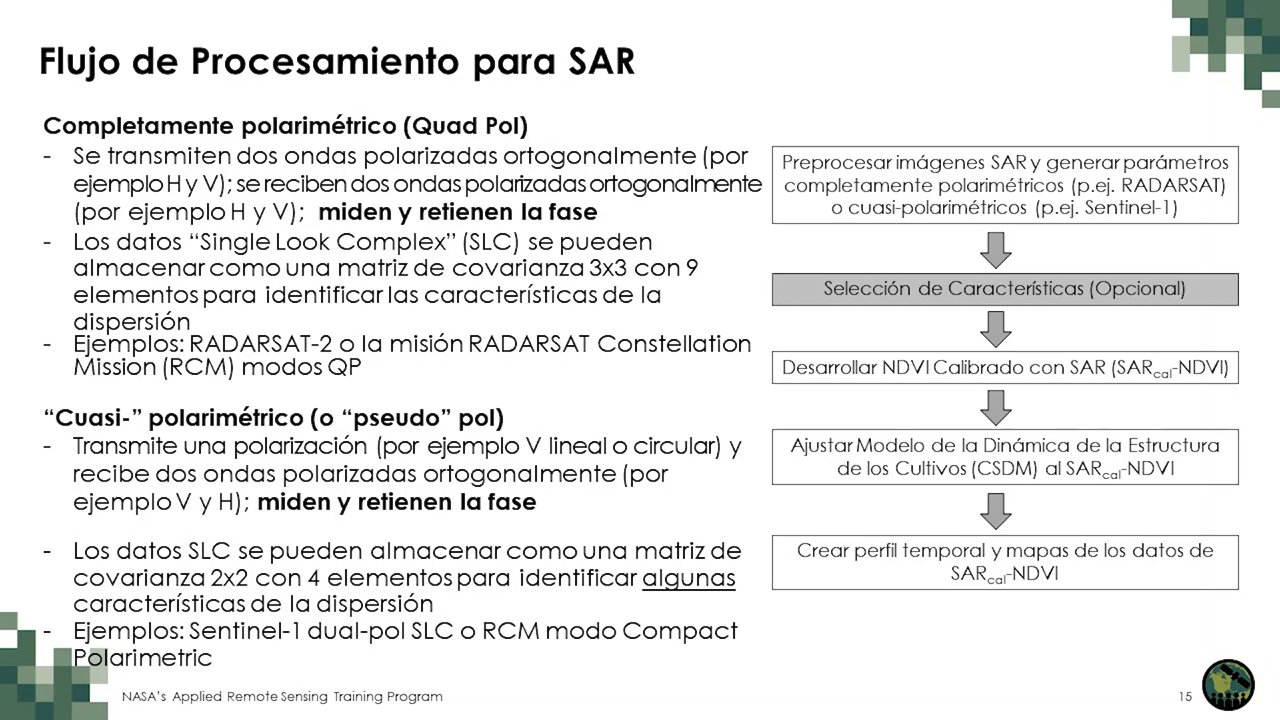 Flujo de Procesamiento para SAR
Completamente polarimétrico (Quad Pol)
- Se transmiten dos ondas polarizadas ortogonalmente (por
ejemplo H y V); se reciben dos ondas polarizadas ortogonalmente
(por ejemplo H y V); miden y retienen la fase
- Los datos “Single Look Complex” (SLC) se pueden
almacenar como una matriz de covarianza 3x3 con 9
elementos para identificar las características de la
dispersión
- Ejemplos: RADARSAT-2 o la misión RADARSAT Constellation
Mission (RCM) modos QP
“Cuasi-” polarimétrico (o “pseudo” pol)
- Transmite una polarización (por ejemplo V lineal o circular) y
recibe dos ondas polarizadas ortogonalmente (por
ejemplo V y H); miden y retienen la fase
- Los datos SLC se pueden almacenar como una matriz de
covarianza 2x2 con 4 elementos para identificar algunas
características de la dispersión
- Ejemplos: Sentinel-1 dual-pol SLC o RCM modo Compact
Polarimetric
Preprocesar imágenes SAR y generar parámetros
completamente polarimétricos (p.ej. RADARSAT)
o cuasi-polarimétricos (p.ej. Sentinel-1)
Selección de Características (Opcional)
Desarrollar NDVI Calibrado con SAR (SARcal-NDVI)
Ajustar Modelo de la Dinámica de la Estructura
de los Cultivos (CSDM) al SARcal-NDVI
Crear perfil temporal y mapas de los datos de
SARcal-NDVI
NASA’s Applied Remote Sensing Training Program
15